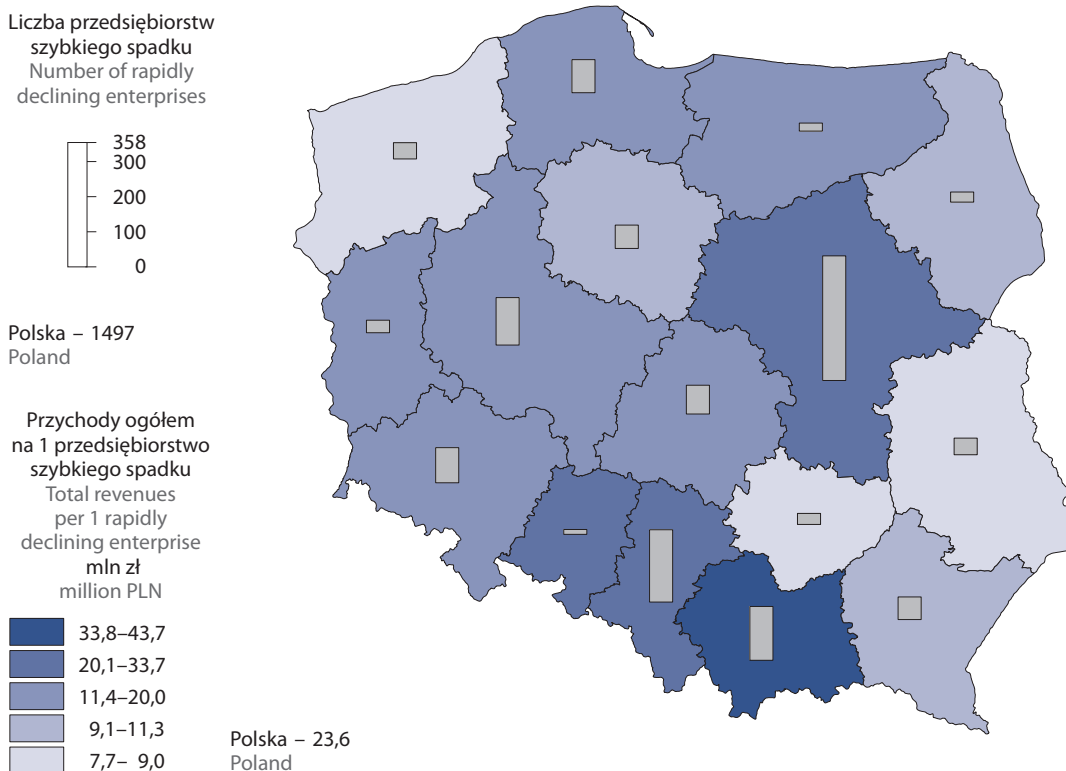 Liczba przedsiębiorstw
szybkiego spadku
Number of rapidly
declining enterprises
358
300
200
100
0
Polska – 1497
Poland
Przychody ogółem
na 1 przedsiębiorstwo
szybkiego spadku
Total revenues
per 1 rapidly
declining enterprise
mln zł
million PLN
33,8–43,7
20,1–33,7
11,4–20,0
9,1–11,3
7,7– 9,0
Polska – 23,6
Poland